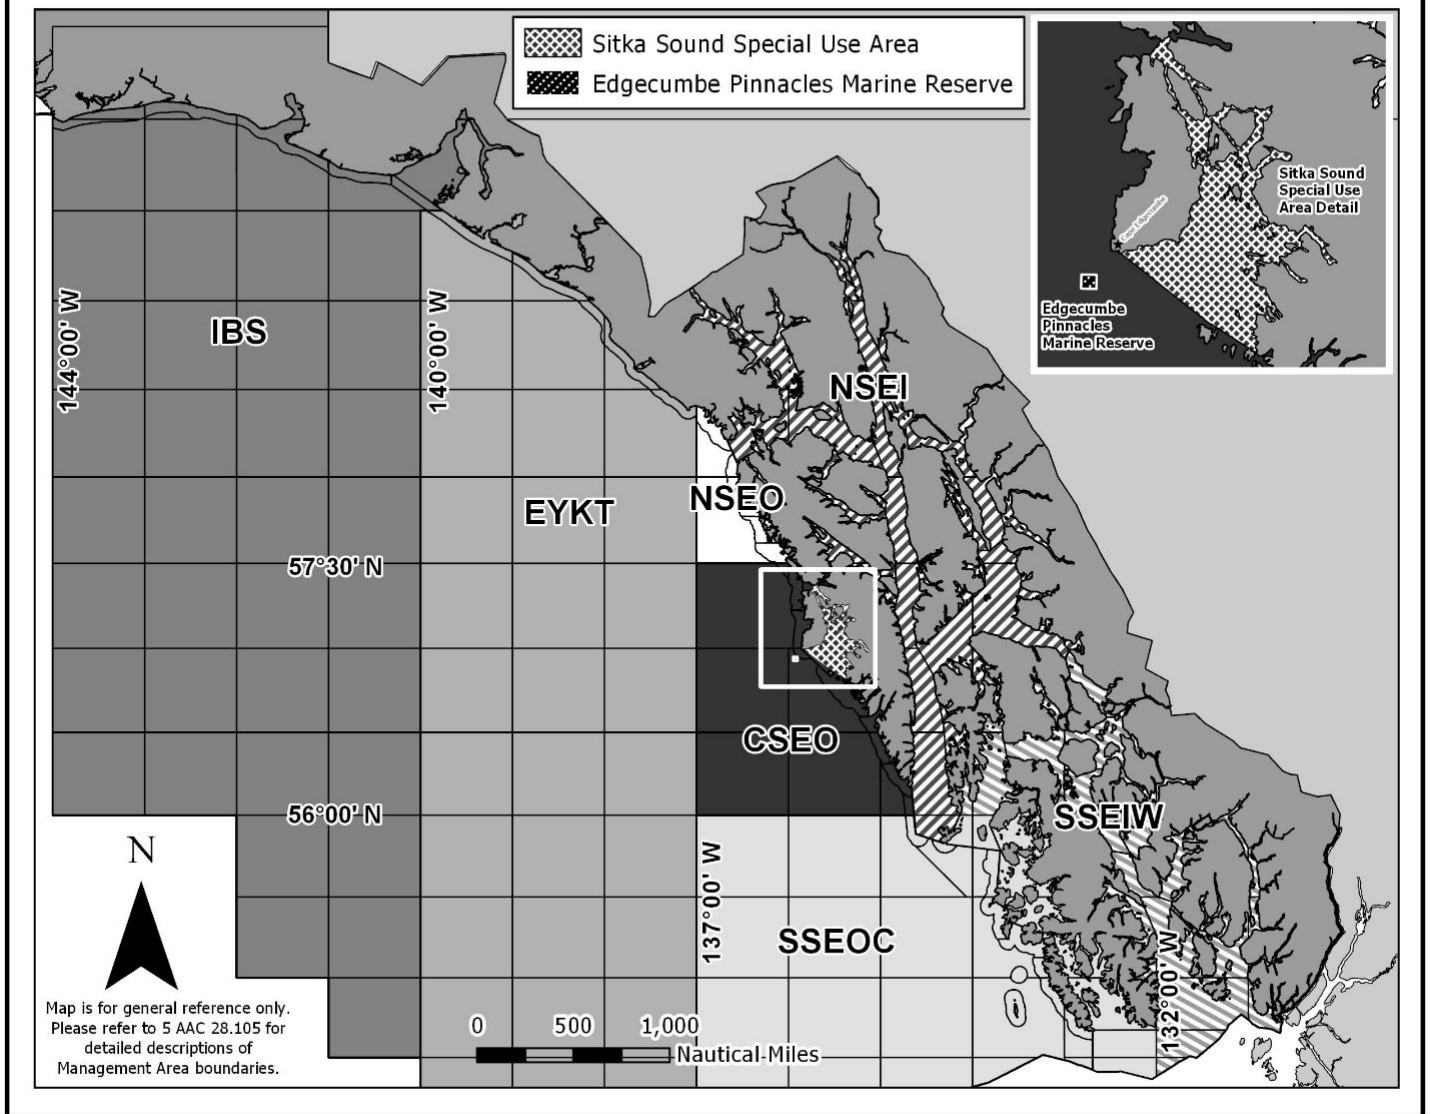 Sitka Sound Special Use Area
Edgecumbe Pinnacles Marine Reserve
Sitka Sound
Special Use
Area Detail
Cape Edgecumbe
Edgecumbe
Pinnacles
Marine Reserve
144°00' W
IBS
140°00' W
NSEI
EYKT
NSEO
57°30' N
CSEO
56°00' N
SSEIW
N
137°00' W
SSEOC
132°00' W
Map is for general reference only.
Please refer to 5 AAC 28.105 for
detailed descriptions of
Management Area boundaries.
0 500 1,000
Nautical Miles